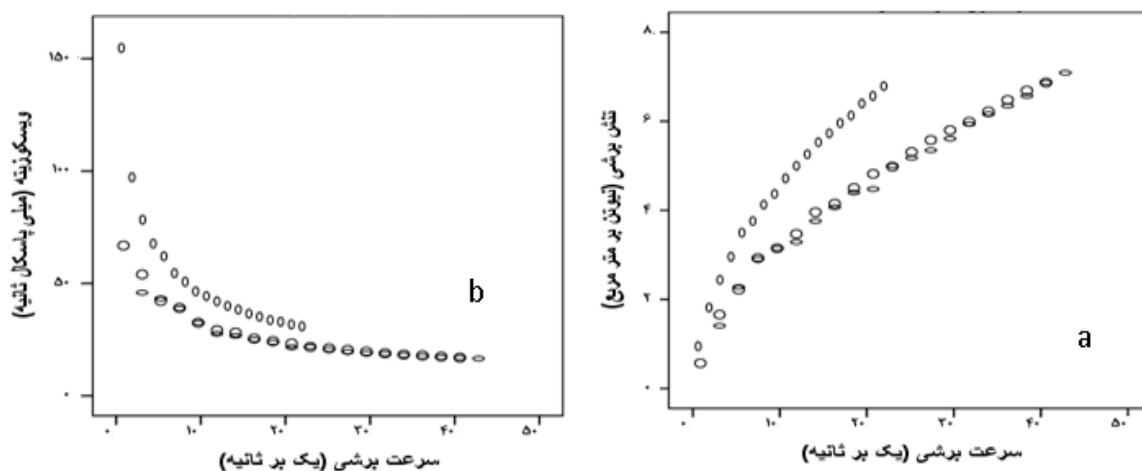 ویسکوزیته (میلی پاسکال ثانیه)
۱۵۰
۱۰۰
۵۰
۰
b
۰ ۱۰ ۲۰ ۳۰ ۴۰ ۵۰
سرعت برشی (یک بر ثانیه)
تنش برشی (نیوتن بر متر مربع)
۸
۶
۴
۲
۰
a
۰ ۱۰ ۲۰ ۳۰ ۴۰ ۵۰
سرعت برشی (یک بر ثانیه)